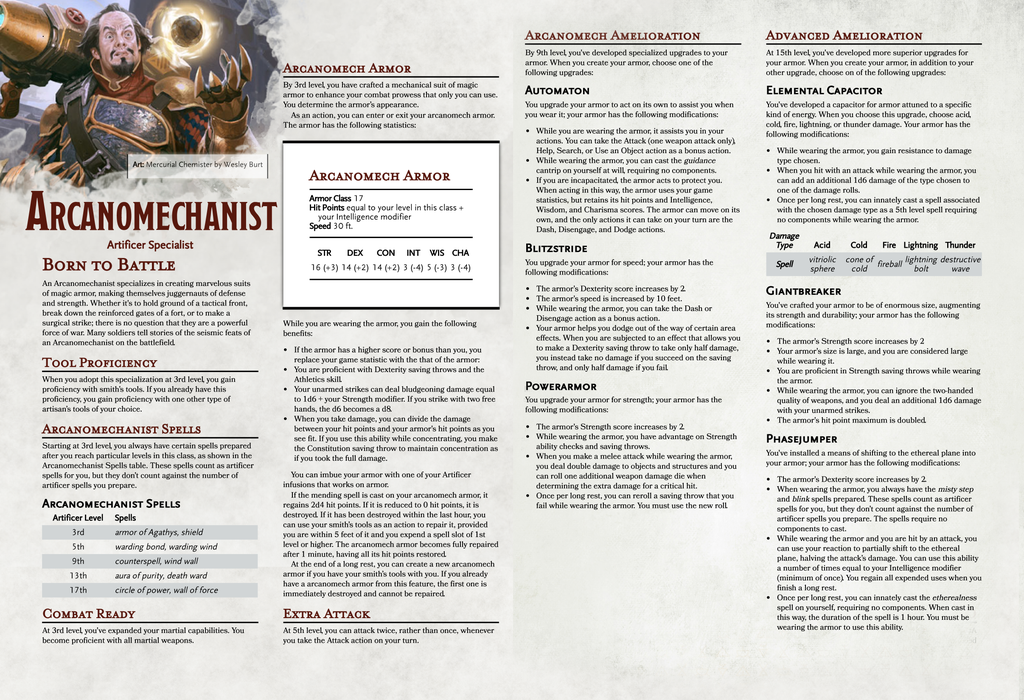 Art: Mercurial Chemister by Wesley Burt
ARCANOMECHANIST
Artificer Specialist
BORN TO BATTLE
An Arcanomechanist specializes in creating marvelous suits
of magic armor, making themselves juggernauts of defense
and strength. Whether it's to hold ground of a tactical front,
break down the reinforced gates of a fort, or to make a
surgical strike; there is no question that they are a powerful
force of war. Many soldiers tell stories of the seismic feats of
an Arcanomechanist on the battlefield.
TOOL PROFICIENCY
When you adopt this specialization at 3rd level, you gain
proficiency with smith's tools. If you already have this
proficiency, you gain proficiency with one other type of
artisan's tools of your choice.
ARCANOMECHANIST SPELLS
Starting at 3rd level, you always have certain spells prepared
after you reach particular levels in this class, as shown in the
Arcanomechanist Spells table. These spells count as artificer
spells for you, but they don't count against the number of
artificer spells you prepare.
ARCANOMECHANIST SPELLS
Artificer Level Spells
3rd armor of Agathys, shield
5th warding bond, warding wind
9th counterspell, wind wall
13th aura of purity, death ward
17th circle of power, wall of force
COMBAT READY
At 3rd level, you've expanded your martial capabilities. You
become proficient with all martial weapons.
ARCANOMECH ARMOR
By 3rd level, you have crafted a mechanical suit of magic
armor to enhance your combat prowess that only you can use.
You determine the armor's appearance.
As an action, you can enter or exit your arcanomech armor.
The armor has the following statistics:
ARCANOMECH ARMOR
Armor Class 17
Hit Points equal to your level in this class +
your Intelligence modifier
Speed 30 ft.
STR DEX CON INT WIS CHA
16 (+3) 14 (+2) 14 (+2) 3 (-4) 5 (-3) 3 (-4)
While you are wearing the armor, you gain the following
benefits:
• If the armor has a higher score or bonus than you, you
replace your game statistic with the that of the armor:
• You are proficient with Dexterity saving throws and the
Athletics skill.
• Your unarmed strikes can deal bludgeoning damage equal
to 1d6 + your Strength modifier. If you strike with two free
hands, the d6 becomes a d8.
• When you take damage, you can divide the damage
between your hit points and your armor's hit points as you
see fit. If you use this ability while concentrating, you make
the Constitution saving throw to maintain concentration as
if you took the full damage.
You can imbue your armor with one of your Artificer
infusions that works on armor.
If the mending spell is cast on your arcanomech armor, it
regains 2d4 hit points. If it is reduced to 0 hit points, it is
destroyed. If it has been destroyed within the last hour, you
can use your smith's tools as an action to repair it, provided
you are within 5 feet of it and you expend a spell slot of 1st
level or higher. The arcanomech armor becomes fully repaired
after 1 minute, having all its hit points restored.
At the end of a long rest, you can create a new arcanomech
armor if you have your smith's tools with you. If you already
have a arcanomech armor from this feature, the first one is
immediately destroyed and cannot be repaired.
EXTRA ATTACK
At 5th level, you can attack twice, rather than once, whenever
you take the Attack action on your turn.
ARCANOMECH AMELIORATION
By 9th level, you've developed specialized upgrades to your
armor. When you create your armor, choose one of the
following upgrades:
AUTOMATON
You upgrade your armor to act on its own to assist you when
you wear it; your armor has the following modifications:
• While you are wearing the armor, it assists you in your
actions. You can take the Attack (one weapon attack only),
Help, Search, or Use an Object action as a bonus action.
• While wearing the armor, you can cast the guidance
cantrip on yourself at will, requiring no components.
• If you are incapacitated, the armor acts to protect you.
When acting in this way, the armor uses your game
statistics, but retains its hit points and Intelligence,
Wisdom, and Charisma scores. The armor can move on its
own, and the only actions it can take on your turn are the
Dash, Disengage, and Dodge actions.
BLITZSTRIDE
You upgrade your armor for speed; your armor has the
following modifications:
• The armor's Dexterity score increases by 2.
• The armor's speed is increased by 10 feet.
• While wearing the armor, you can take the Dash or
Disengage action as a bonus action.
• Your armor helps you dodge out of the way of certain area
effects. When you are subjected to an effect that allows you
to make a Dexterity saving throw to take only half damage,
you instead take no damage if you succeed on the saving
throw, and only half damage if you fail.
POWERARMOR
You upgrade your armor for strength; your armor has the
following modifications:
• The armor's Strength score increases by 2.
• While wearing the armor, you have advantage on Strength
ability checks and saving throws.
• When you make a melee attack while wearing the armor,
you deal double damage to objects and structures and you
can roll one additional weapon damage die when
determining the extra damage for a critical hit.
• Once per long rest, you can reroll a saving throw that you
fail while wearing the armor. You must use the new roll.
ADVANCED AMELIORATION
At 15th level, you've developed more superior upgrades for
your armor. When you create your armor, in addition to your
other upgrade, choose on of the following upgrades:
ELEMENTAL CAPACITOR
You've developed a capacitor for armor attuned to a specific
kind of energy. When you choose this upgrade, choose acid,
cold, fire, lightning, or thunder damage. Your armor has the
following modifications:
• While wearing the armor, you gain resistance to damage
type chosen.
• When you hit with an attack while wearing the armor, you
can add an additional 1d6 damage of the type chosen to
one of the damage rolls.
• Once per long rest, you can innately cast a spell associated
with the chosen damage type as a 5th level spell requiring
no components while wearing the armor.
Damage
Type Acid Cold Fire Lightning Thunder
Spell vitriolic sphere cone of cold fireball lightning bolt destructive wave
GIANTBREAKER
You've crafted your armor to be of enormous size, augmenting
its strength and durability; your armor has the following
modifications:
• The armor's Strength score increases by 2
• Your armor's size is large, and you are considered large
while wearing it.
• You are proficient in Strength saving throws while wearing
the armor.
• While wearing the armor, you can ignore the two-handed
quality of weapons, and you deal an additional 1d6 damage
with your unarmed strikes.
• The armor's hit point maximum is doubled.
PHASEJUMPER
You've installed a means of shifting to the ethereal plane into
your armor; your armor has the following modifications:
• The armor's Dexterity score increases by 2.
• When wearing your armor, you always have the misty step
and blink spells prepared. These spells count as artificer
spells for you, but they don't count against the number of
artificer spells you prepare. The spells require no
components to cast.
• While wearing the armor and you are hit by an attack, you
can use your reaction to partially shift to the ethereal
plane, halving the attack's damage. You can use this ability
a number of times equal to your Intelligence modifier
(minimum of once). You regain all expended uses when you
finish a long rest.
• Once per long rest, you can innately cast the etherealness
spell on yourself, requiring no components. When cast in
this way, the duration of the spell is 1 hour. You must be
wearing the armor to use this ability.